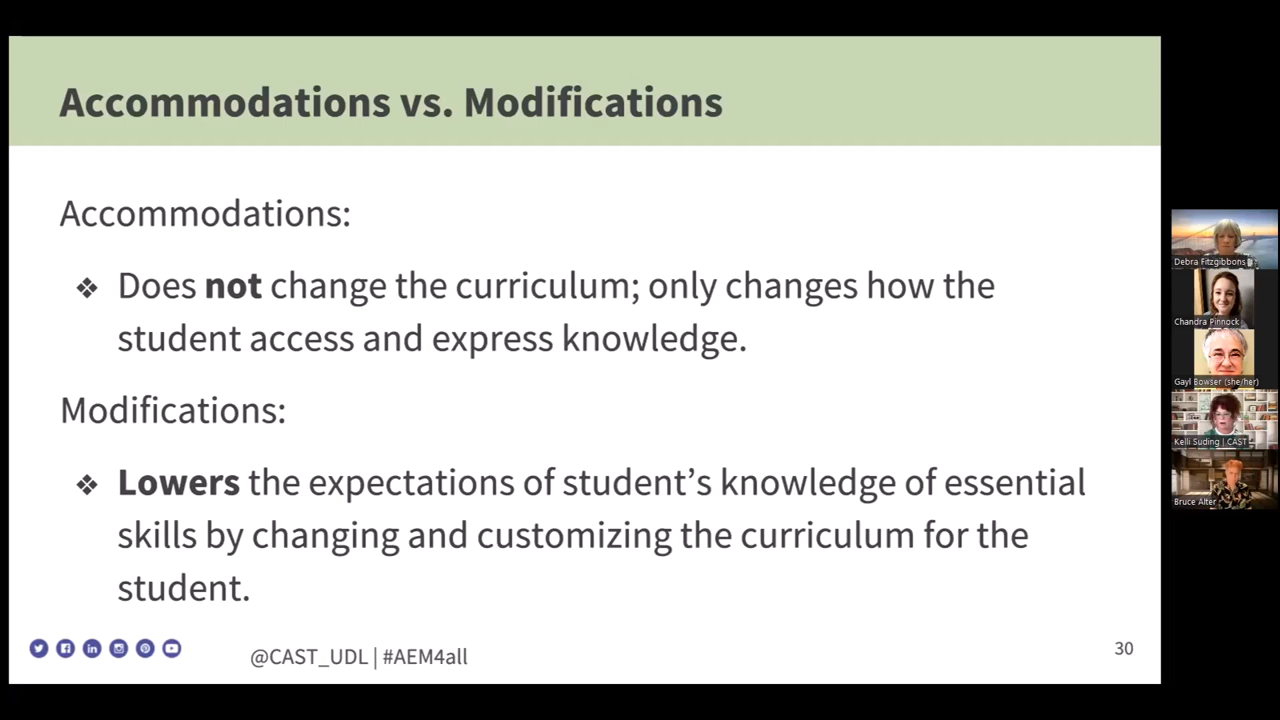 Accommodations vs. Modifications
Accommodations:
❖ Does not change the curriculum; only changes how the
student access and express knowledge.
Modifications:
❖ Lowers the expectations of student’s knowledge of essential
skills by changing and customizing the curriculum for the
student.
@CAST_UDL | #AEM4all
30
Debra Fitzgibbons
Chandra Pinnock
Gayl Bowser (she/her)
Kelli Suding | CAST
Bruce Alter